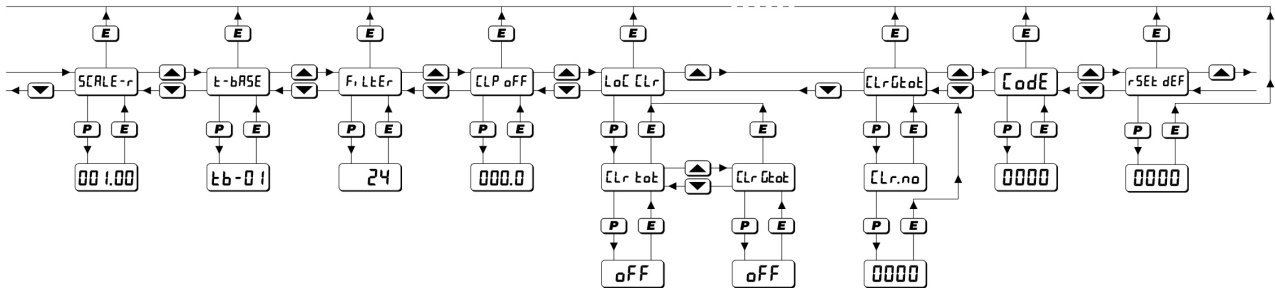 E E E E E E E E
SCALE-r t-bASE FiLtEr CLP oFF LoC CLr CLrGtot CodE rSEt dEF
P E P E P E P E P E E P E P E P E
001.00 tb-01 24 000.0 CLr tot CLr Gtot CLr.no 0000 0000
P E P E P E
oFF oFF 0000